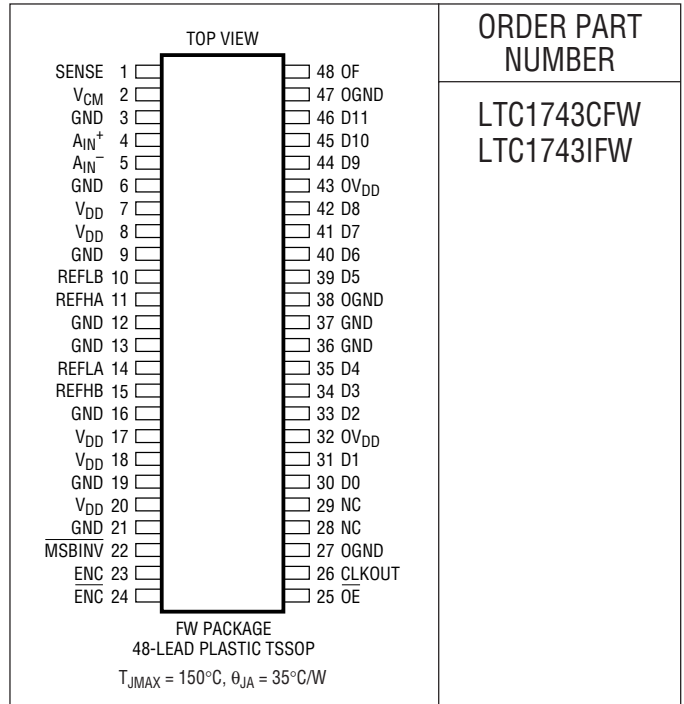 TOP VIEW
SENSE 1
V_CM 2
GND 3
A_IN^+ 4
A_IN^– 5
GND 6
V_DD 7
V_DD 8
GND 9
REFLB 10
REFHA 11
GND 12
GND 13
REFLA 14
REFHB 15
GND 16
V_DD 17
V_DD 18
GND 19
V_DD 20
GND 21
M̅S̅B̅I̅N̅V̅ 22
ENC 23
E̅N̅C̅ 24
48 OF
47 OGND
46 D11
45 D10
44 D9
43 OV_DD
42 D8
41 D7
40 D6
39 D5
38 OGND
37 GND
36 GND
35 D4
34 D3
33 D2
32 OV_DD
31 D1
30 D0
29 NC
28 NC
27 OGND
26 CLKOUT
25 O̅E̅
FW PACKAGE
48-LEAD PLASTIC TSSOP
T_JMAX = 150°C, θ_JA = 35°C/W
ORDER PART
NUMBER
LTC1743CFW
LTC1743IFW